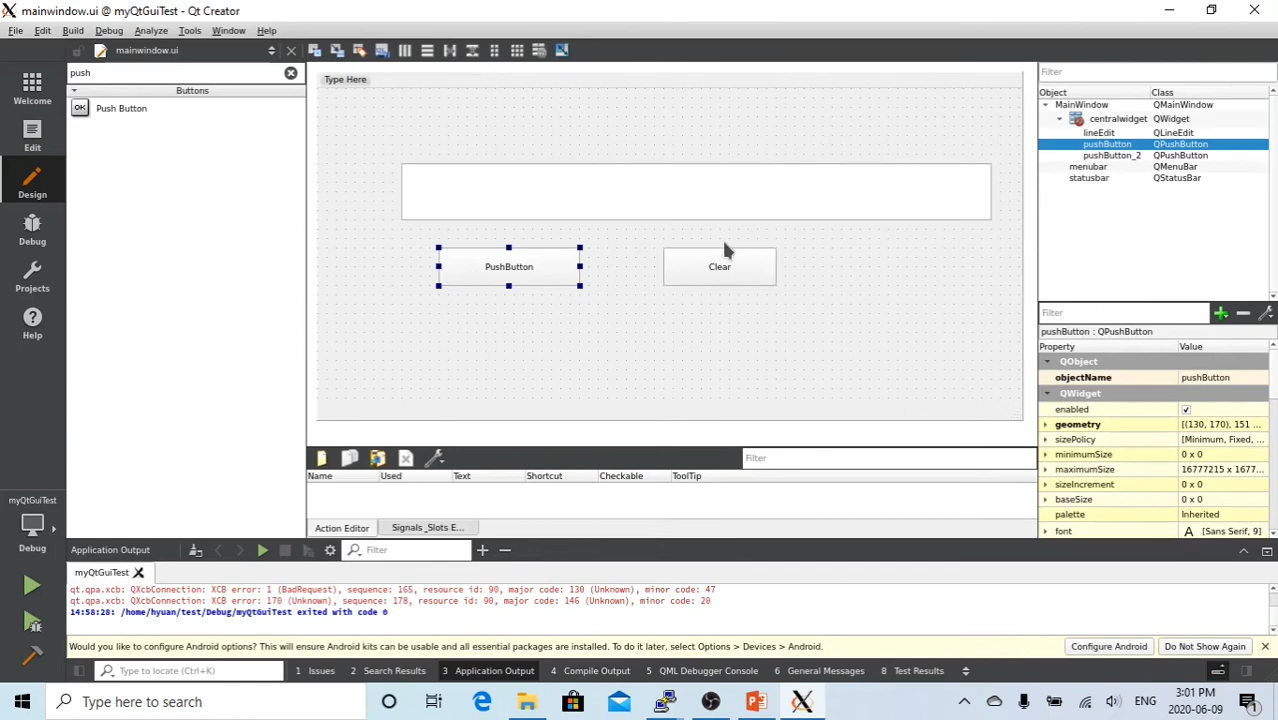 mainwindow.ui @ myQtGuiTest - Qt Creator
File Edit Build Debug Analyze Tools Window Help
mainwindow.ui
push
Buttons
OK Push Button
Welcome
Edit
Design
Debug
Projects
Help
myQtGuiTest
Debug
Type Here
PushButton
Clear
Filter
Object Class
MainWindow QMainWindow
centralwidget QWidget
lineEdit QLineEdit
pushButton QPushButton
pushButton_2 QPushButton
menubar QMenuBar
statusbar QStatusBar
Filter
pushButton : QPushButton
Property Value
QObject
objectName pushButton
QWidget
enabled
geometry [(130, 170), 151 ...
sizePolicy [Minimum, Fixed, ...
minimumSize 0 x 0
maximumSize 16777215 x 1677...
sizeIncrement 0 x 0
baseSize 0 x 0
palette Inherited
font A [Sans Serif, 9]
Filter
Name Used Text Shortcut Checkable ToolTip
Action Editor Signals _Slots E...
Application Output Filter
myQtGuiTest
qt.qpa.xcb: QXcbConnection: XCB error: 1 (BadRequest), sequence: 165, resource id: 90, major code: 130 (Unknown), minor code: 47
qt.qpa.xcb: QXcbConnection: XCB error: 170 (Unknown), sequence: 178, resource id: 90, major code: 146 (Unknown), minor code: 20
14:58:28: /home/hyuan/test/Debug/myQtGuiTest exited with code 0
Would you like to configure Android options? This will ensure Android kits can be usable and all essential packages are installed. To do it later, select Options > Devices > Android. Configure Android Do Not Show Again
Type to locate (Ctrl+K) 1 Issues 2 Search Results 3 Application Output 4 Compile Output 5 QML Debugger Console 6 General Messages 8 Test Results
Type here to search
ENG
3:01 PM
2020-06-09
1